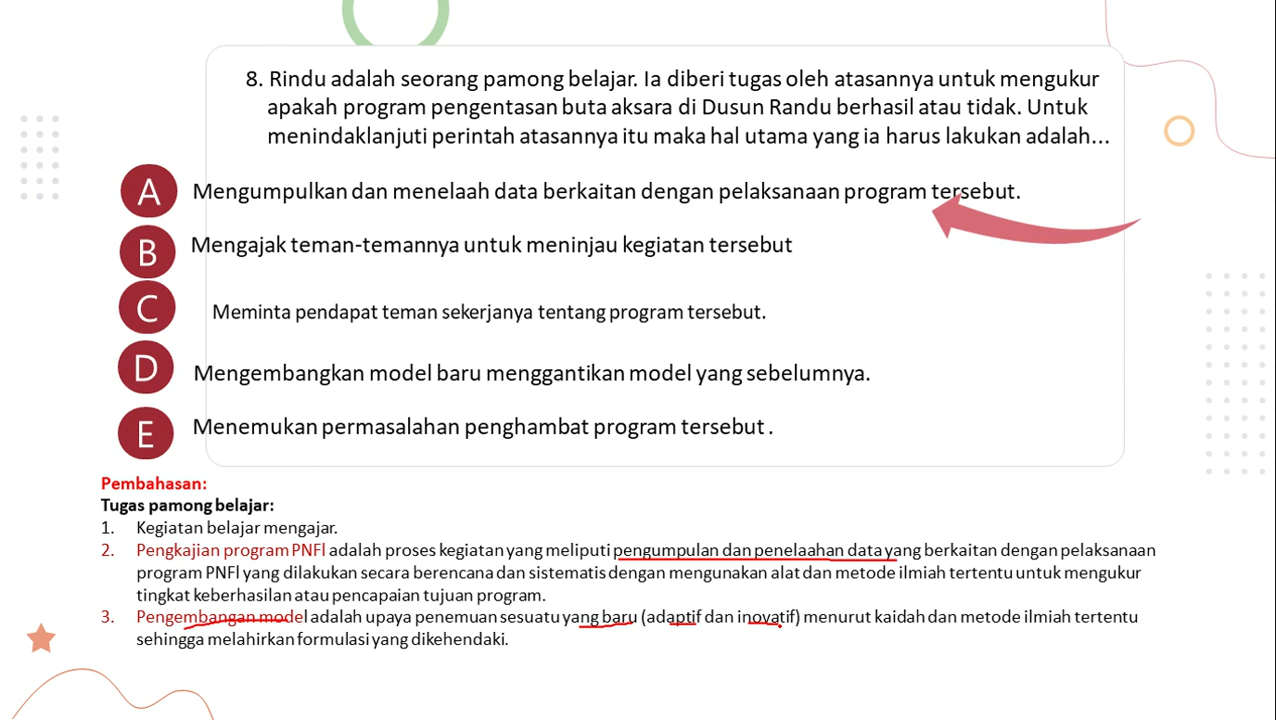 8. Rindu adalah seorang pamong belajar. Ia diberi tugas oleh atasannya untuk mengukur
apakah program pengentasan buta aksara di Dusun Randu berhasil atau tidak. Untuk
menindaklanjuti perintah atasannya itu maka hal utama yang ia harus lakukan adalah...
A Mengumpulkan dan menelaah data berkaitan dengan pelaksanaan program tersebut.
B Mengajak teman-temannya untuk meninjau kegiatan tersebut
C Meminta pendapat teman sekerjanya tentang program tersebut.
D Mengembangkan model baru menggantikan model yang sebelumnya.
E Menemukan permasalahan penghambat program tersebut .
Pembahasan:
Tugas pamong belajar:
1. Kegiatan belajar mengajar.
2. Pengkajian program PNFI adalah proses kegiatan yang meliputi pengumpulan dan penelaahan data yang berkaitan dengan pelaksanaan
program PNFI yang dilakukan secara berencana dan sistematis dengan mengunakan alat dan metode ilmiah tertentu untuk mengukur
tingkat keberhasilan atau pencapaian tujuan program.
3. Pengembangan model adalah upaya penemuan sesuatu yang baru (adaptif dan inovatif) menurut kaidah dan metode ilmiah tertentu
sehingga melahirkan formulasi yang dikehendaki.